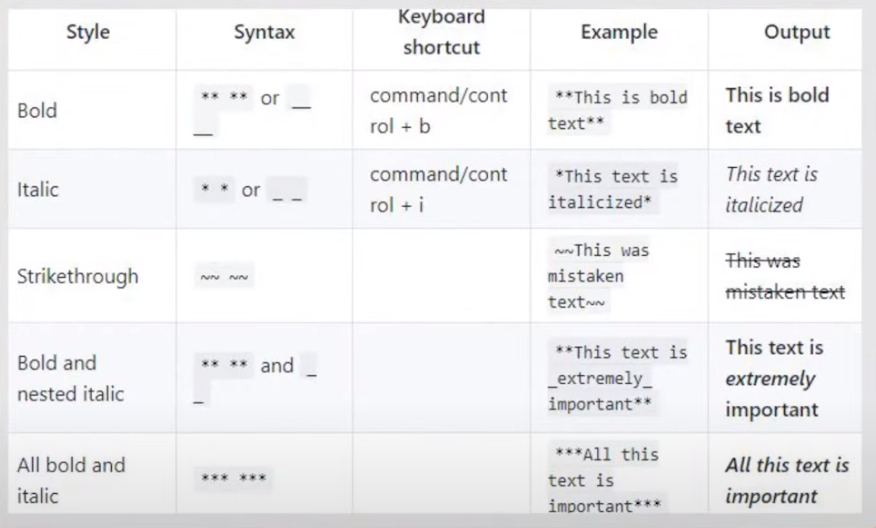 Style Syntax Keyboard shortcut Example Output
Bold ** ** or __ __ command/control + b **This is bold text** This is bold text
Italic * * or _ _ command/control + i *This text is italicized* This text is italicized
Strikethrough ~~ ~~ ~~This was mistaken text~~ This was mistaken text
Bold and nested italic ** ** and _ _ **This text is _extremely_ important** This text is extremely important
All bold and italic *** *** ***All this text is important*** All this text is important